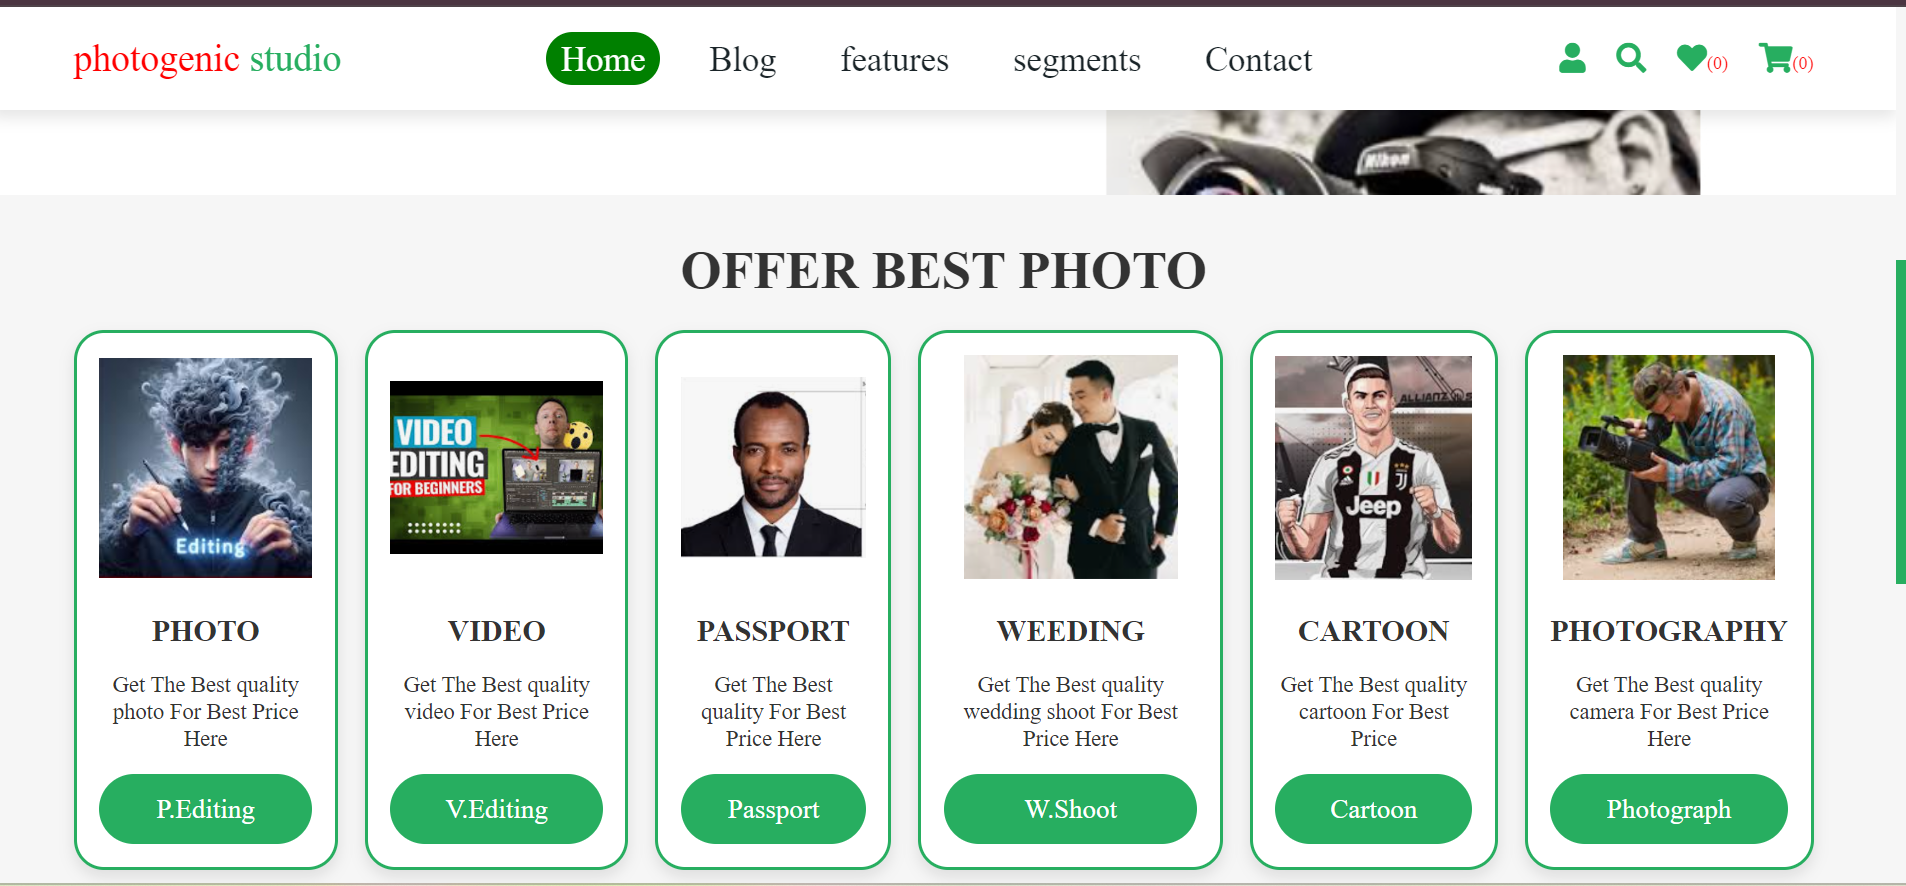 photogenic studio
Home
Blog
features
segments
Contact
(0)
(0)
Nikon
OFFER BEST PHOTO
Editing
PHOTO
Get The Best quality
photo For Best Price
Here
P.Editing
VIDEO
EDITING
FOR BEGINNERS
VIDEO
Get The Best quality
video For Best Price
Here
V.Editing
PASSPORT
Get The Best
quality For Best
Price Here
Passport
WEEDING
Get The Best quality
wedding shoot For Best
Price Here
W.Shoot
ALLIANZ
Jeep
CARTOON
Get The Best quality
cartoon For Best
Price
Cartoon
PHOTOGRAPHY
Get The Best quality
camera For Best Price
Here
Photograph